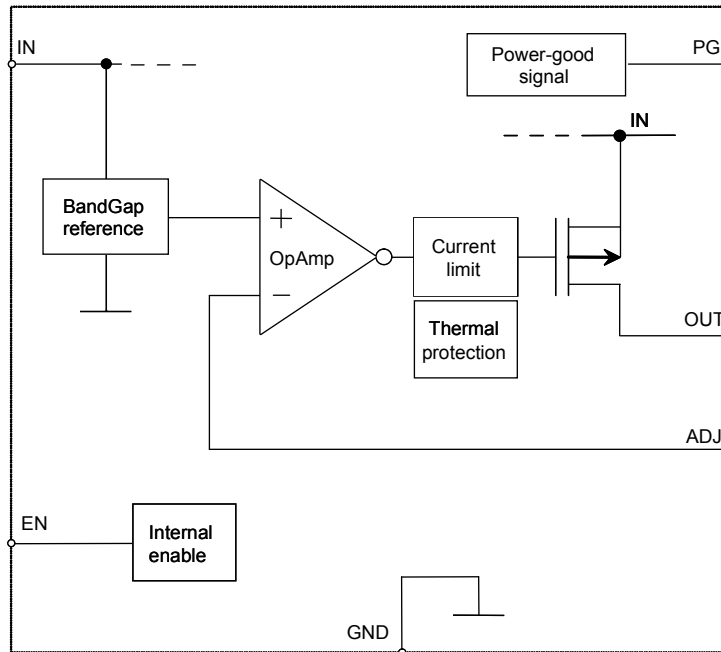 IN
Power-good
signal
PG
IN
BandGap
reference
+
OpAmp
−
Current
limit
Thermal
protection
OUT
ADJ
EN
Internal
enable
GND